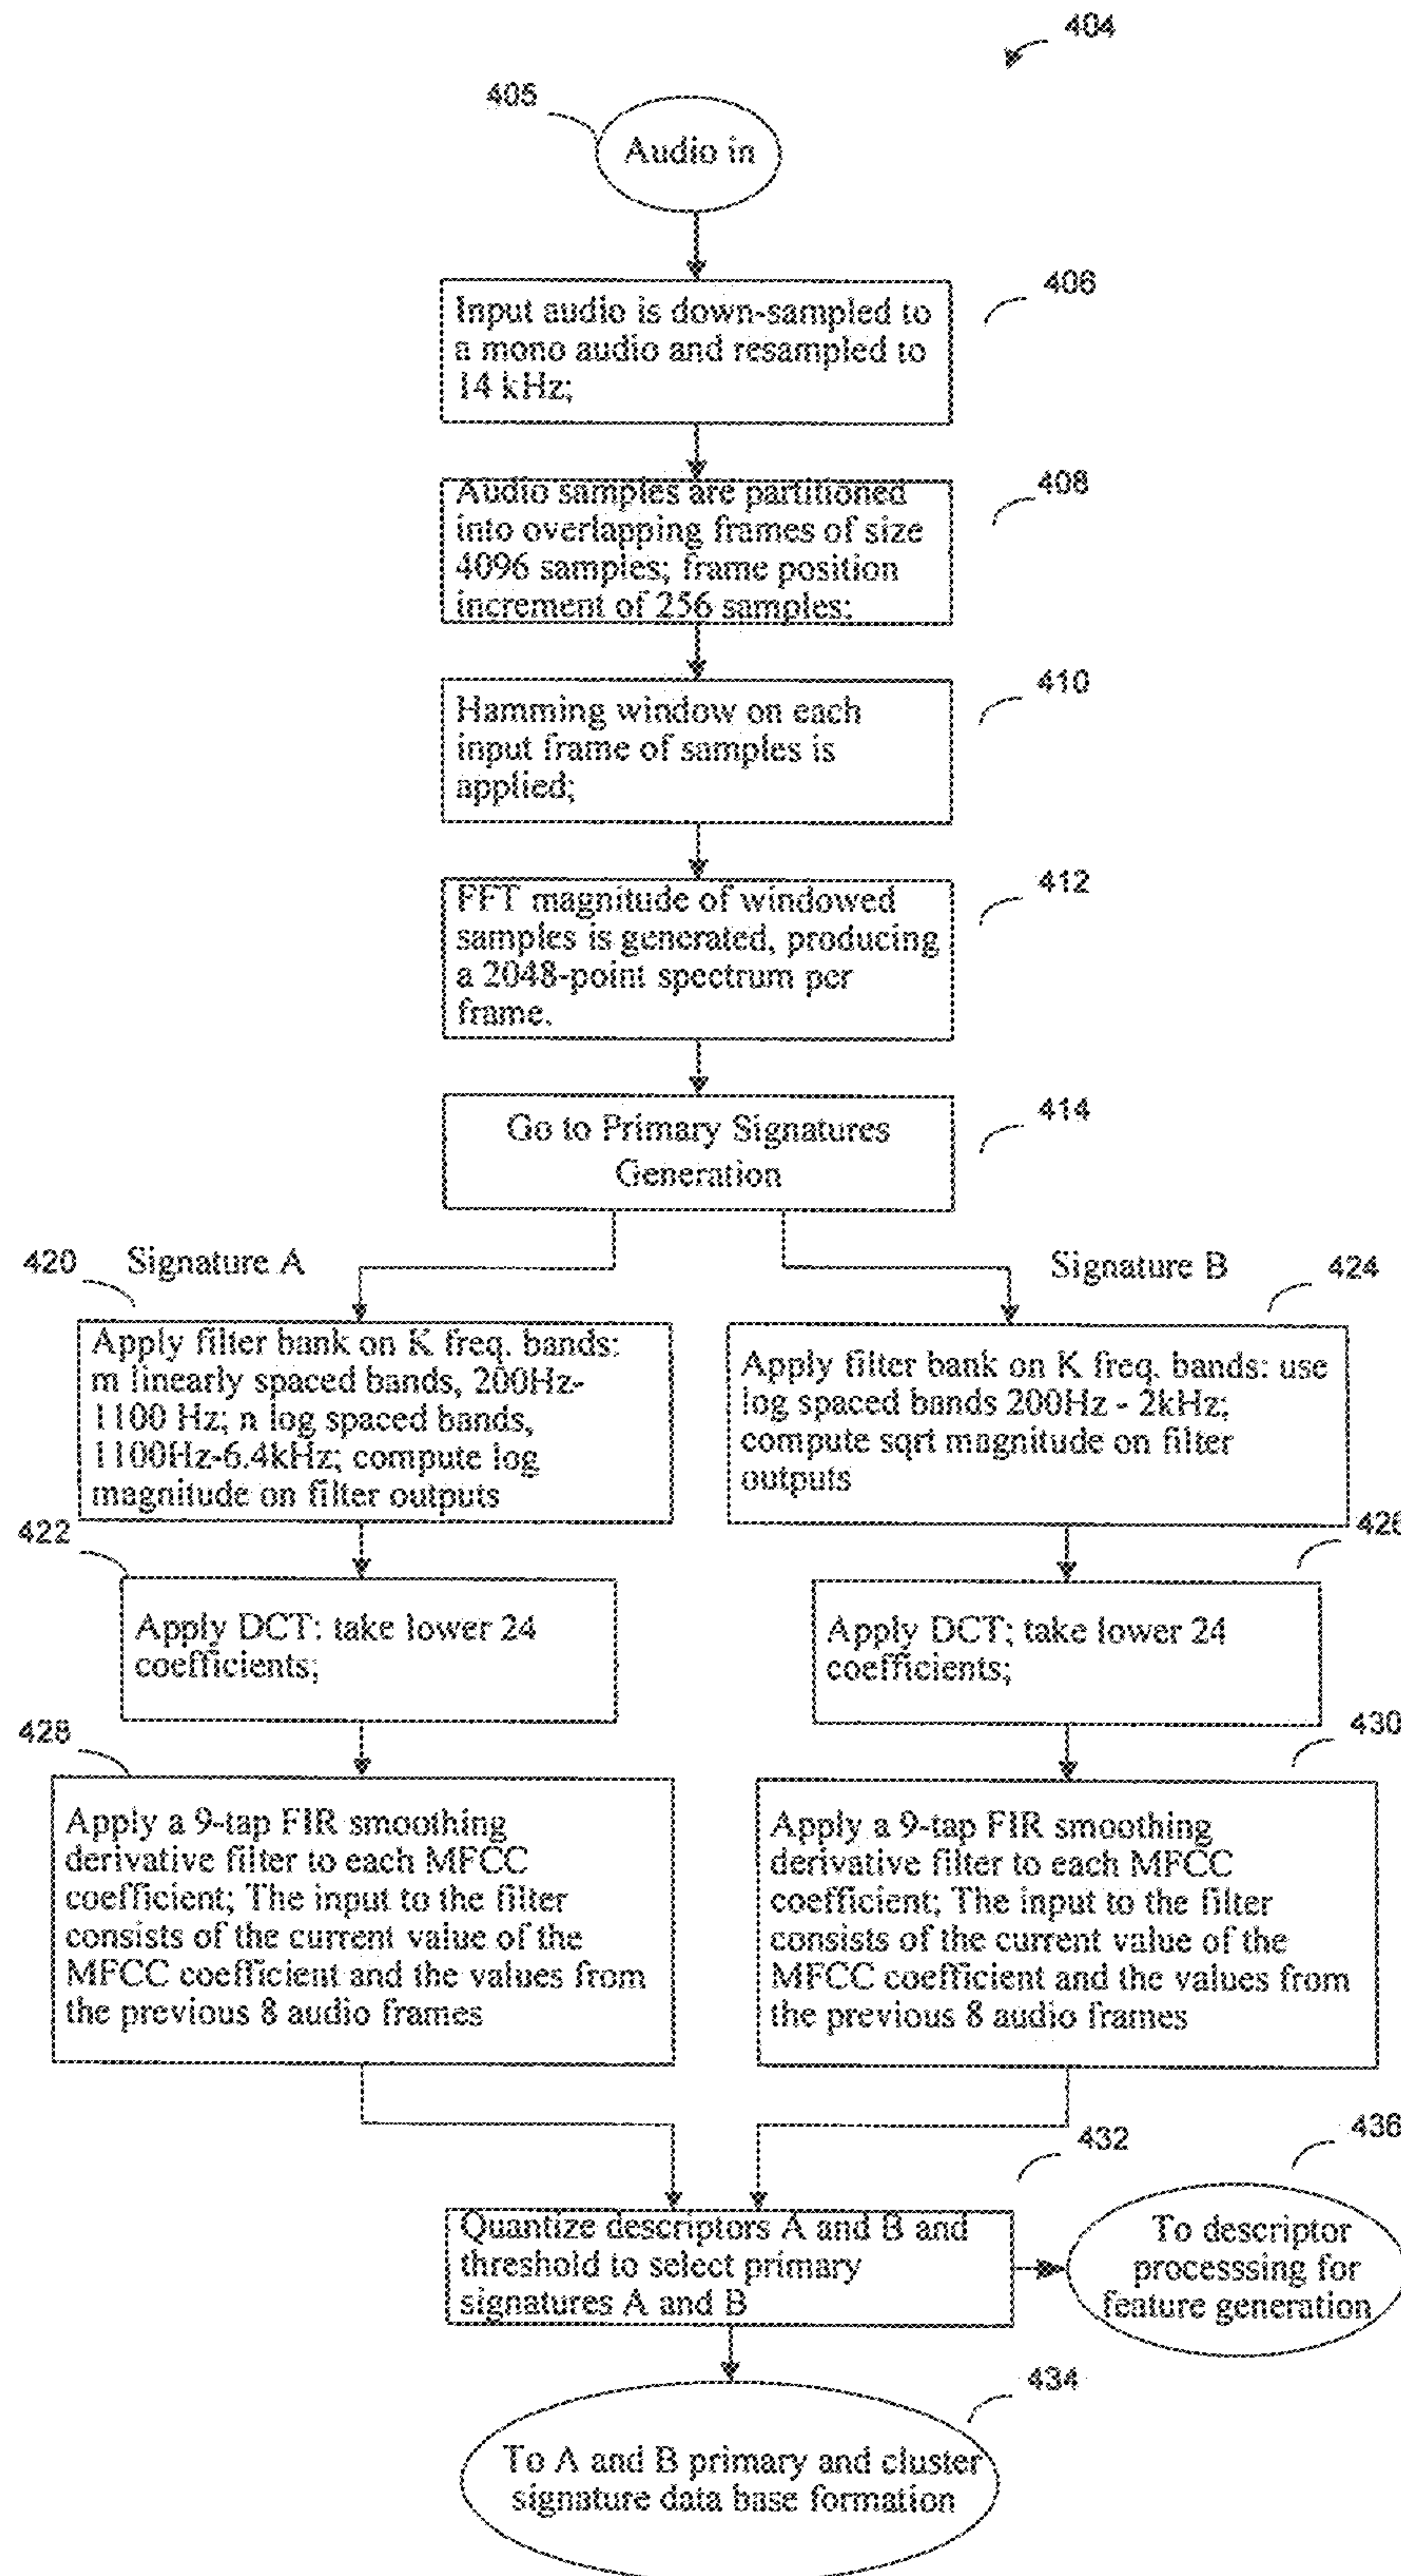 404
405
Audio in
406
Input audio is down-sampled to
a mono audio and resampled to
14 kHz;
408
Audio samples are partitioned
into overlapping frames of size
4096 samples; frame position
increment of 256 samples;
410
Hamming window on each
input frame of samples is
applied;
412
FFT magnitude of windowed
samples is generated, producing
a 2048-point spectrum per
frame.
414
Go to Primary Signatures
Generation
420
Signature A
Apply filter bank on K freq. bands:
m linearly spaced bands, 200Hz-
1100 Hz; n log spaced bands,
1100Hz-6.4kHz; compute log
magnitude on filter outputs
Signature B
424
Apply filter bank on K freq. bands: use
log spaced bands 200Hz - 2kHz;
compute sqrt magnitude on filter
outputs
422
Apply DCT: take lower 24
coefficients;
426
Apply DCT; take lower 24
coefficients;
428
Apply a 9-tap FIR smoothing
derivative filter to each MFCC
coefficient; The input to the filter
consists of the current value of the
MFCC coefficient and the values from
the previous 8 audio frames
430
Apply a 9-tap FIR smoothing
derivative filter to each MFCC
coefficient; The input to the filter
consists of the current value of the
MFCC coefficient and the values from
the previous 8 audio frames
432
Quantize descriptors A and B and
threshold to select primary
signatures A and B
436
To descriptor
processsing for
feature generation
434
To A and B primary and cluster
signature data base formation